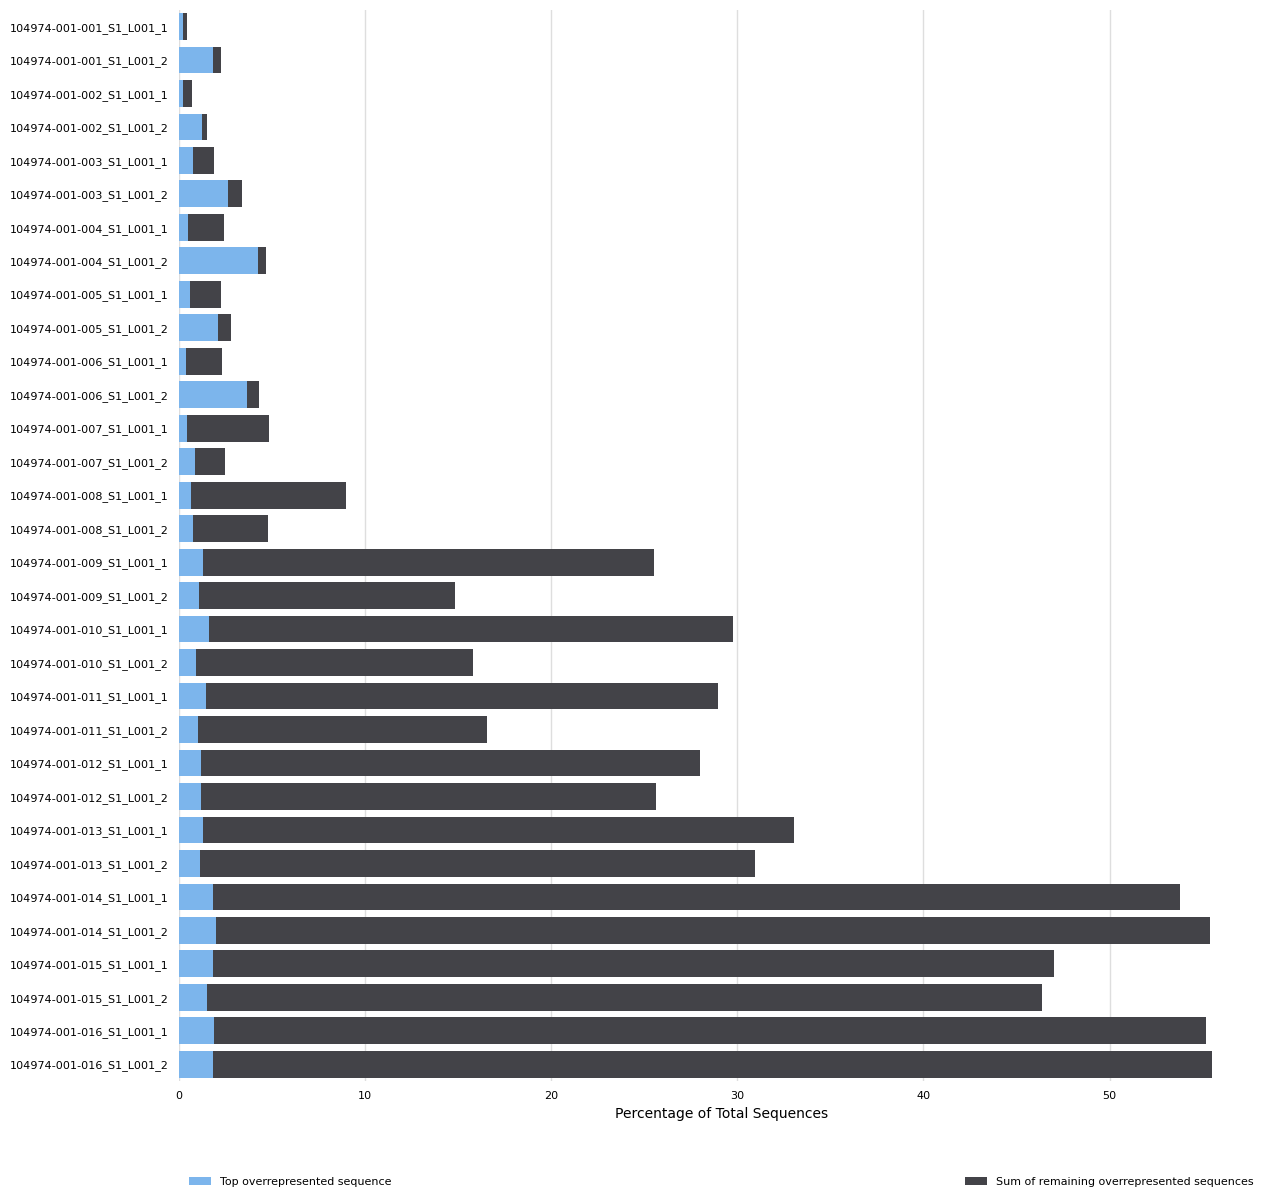 104974-001-001_S1_L001_1
104974-001-001_S1_L001_2
104974-001-002_S1_L001_1
104974-001-002_S1_L001_2
104974-001-003_S1_L001_1
104974-001-003_S1_L001_2
104974-001-004_S1_L001_1
104974-001-004_S1_L001_2
104974-001-005_S1_L001_1
104974-001-005_S1_L001_2
104974-001-006_S1_L001_1
104974-001-006_S1_L001_2
104974-001-007_S1_L001_1
104974-001-007_S1_L001_2
104974-001-008_S1_L001_1
104974-001-008_S1_L001_2
104974-001-009_S1_L001_1
104974-001-009_S1_L001_2
104974-001-010_S1_L001_1
104974-001-010_S1_L001_2
104974-001-011_S1_L001_1
104974-001-011_S1_L001_2
104974-001-012_S1_L001_1
104974-001-012_S1_L001_2
104974-001-013_S1_L001_1
104974-001-013_S1_L001_2
104974-001-014_S1_L001_1
104974-001-014_S1_L001_2
104974-001-015_S1_L001_1
104974-001-015_S1_L001_2
104974-001-016_S1_L001_1
104974-001-016_S1_L001_2
0 10 20 30 40 50
Percentage of Total Sequences
Top overrepresented sequence Sum of remaining overrepresented sequences